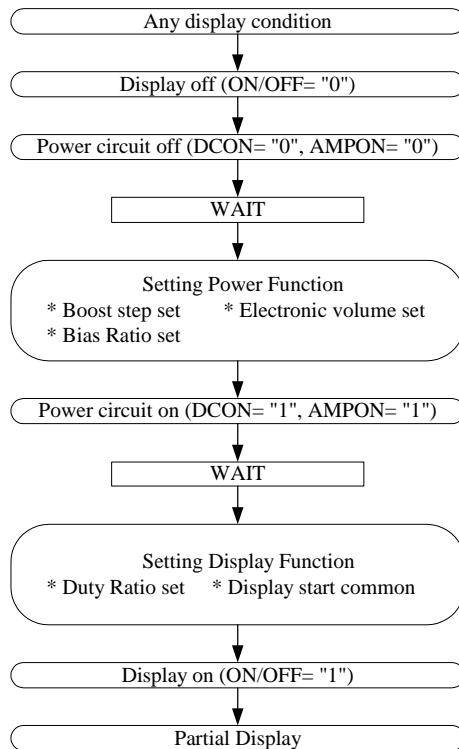 Any display condition
Display off (ON/OFF= "0")
Power circuit off (DCON= "0", AMPON= "0")
WAIT
Setting Power Function
* Boost step set * Electronic volume set
* Bias Ratio set
Power circuit on (DCON= "1", AMPON= "1")
WAIT
Setting Display Function
* Duty Ratio set * Display start common
Display on (ON/OFF= "1")
Partial Display